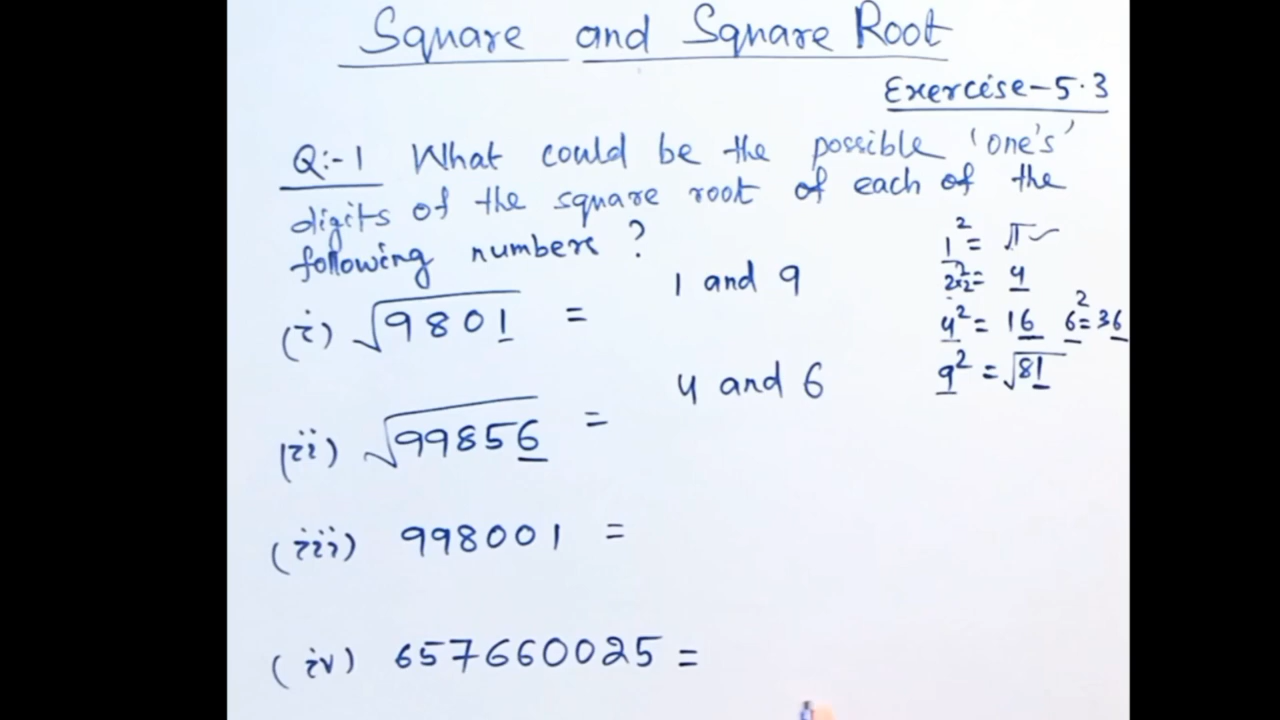 Square and Square Root
Exercise-5.3
Q:-1 What could be the possible 'one's'
digits of the square root of each of the
following numbers?
1² = √1 ✓
1 and 9
2×2 = 4
(i) √9801 =
4² = 16 6² = 36
9² = √81
4 and 6
(ii) √99856 =
(iii) 998001 =
(iv) 657660025 =